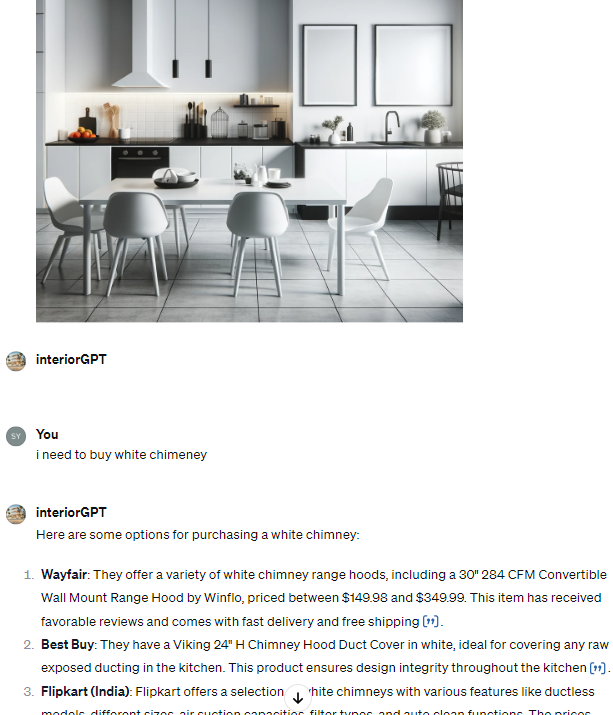 interiorGPT
SY
You
i need to buy white chimeney
interiorGPT
Here are some options for purchasing a white chimney:
1. Wayfair: They offer a variety of white chimney range hoods, including a 30" 284 CFM Convertible
Wall Mount Range Hood by Winflo, priced between $149.98 and $349.99. This item has received
favorable reviews and comes with fast delivery and free shipping ["].
2. Best Buy: They have a Viking 24" H Chimney Hood Duct Cover in white, ideal for covering any raw
exposed ducting in the kitchen. This product ensures design integrity throughout the kitchen ["].
3. Flipkart (India): Flipkart offers a selection white chimneys with various features like ductless
models, different sizes, air suction capacities, filter types, and auto clean functions. The prices